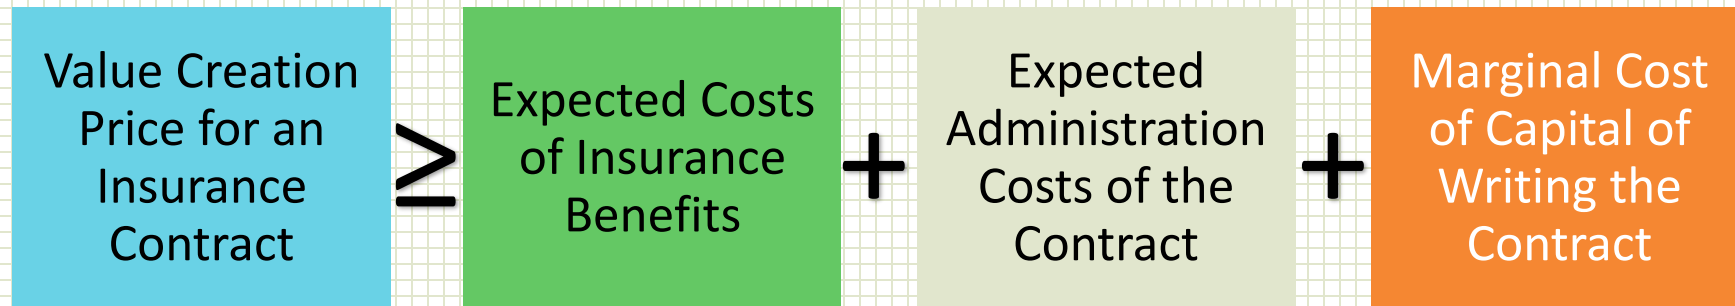 Value Creation
Price for an
Insurance
Contract
≥
Expected Costs
of Insurance
Benefits
+
Expected
Administration
Costs of the
Contract
+
Marginal Cost
of Capital of
Writing the
Contract